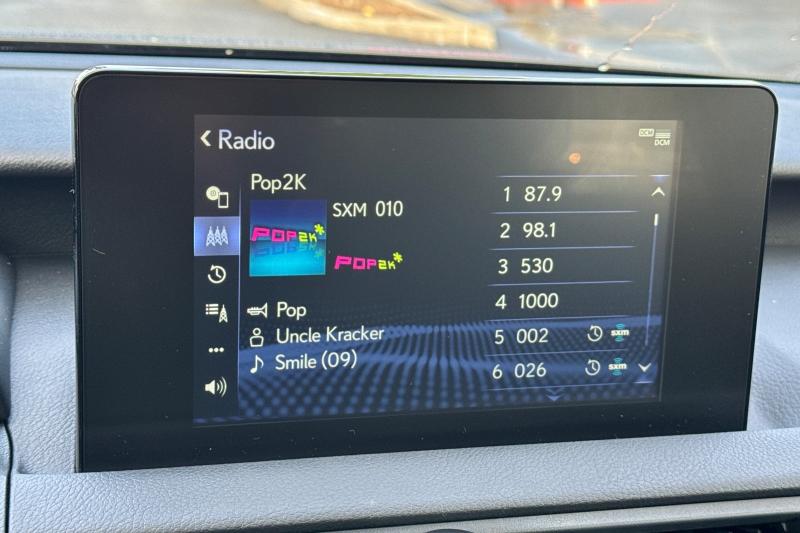 Radio
DCM
DCM
Pop2K
POP2K
SXM 010
POP2K
Pop
Uncle Kracker
Smile (09)
1 87.9
2 98.1
3 530
4 1000
5 002 sxm
6 026 sxm